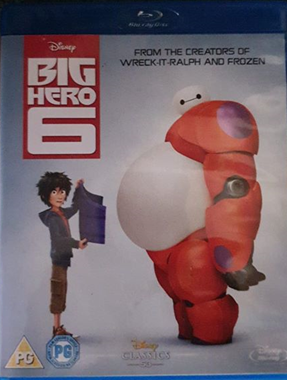 Blu-ray Disc
Disney
BIG
HERO
6
FROM THE CREATORS OF
WRECK-IT-RALPH AND FROZEN
Disney
CLASSICS
PG
PG